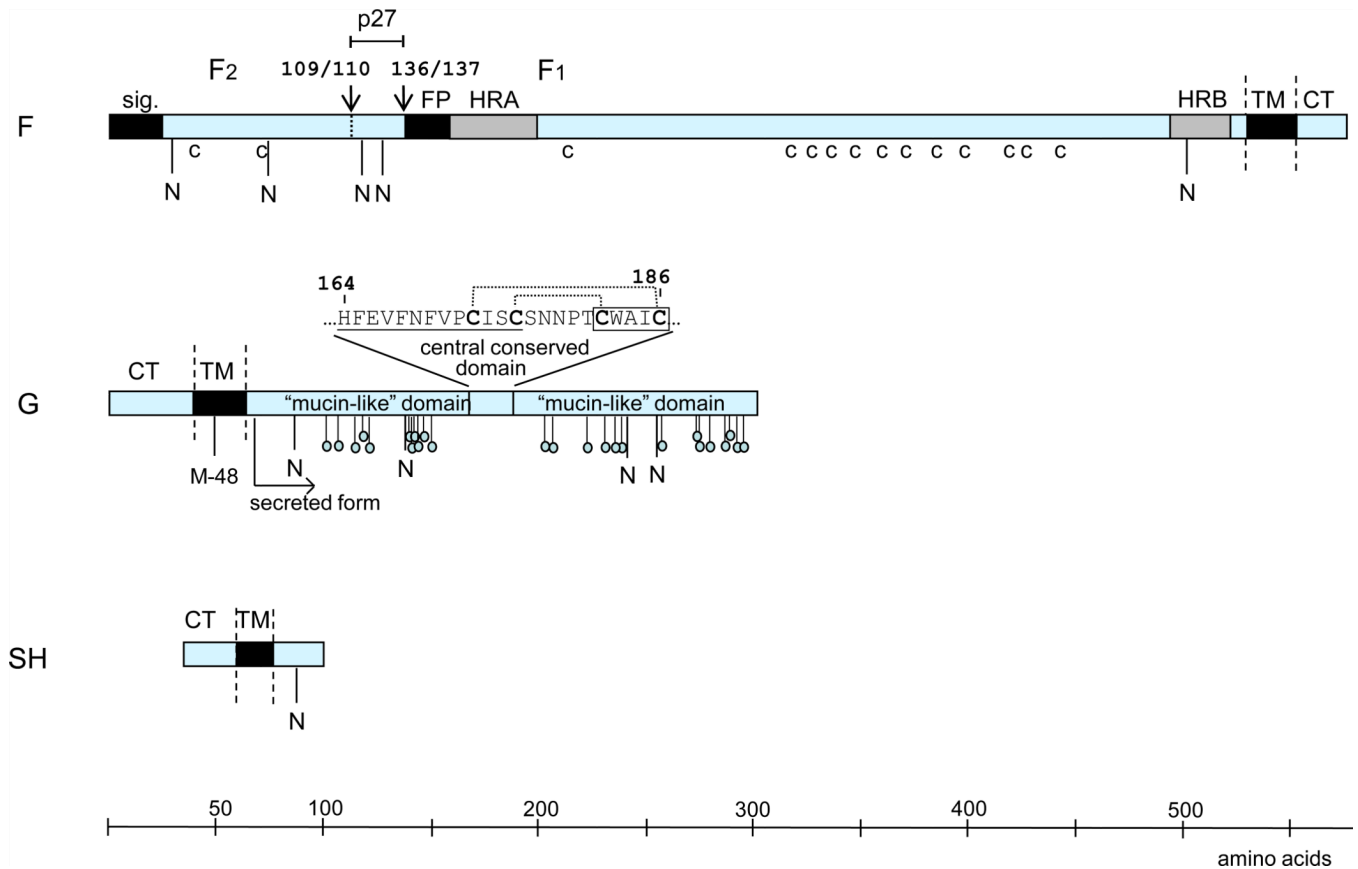 p27
F2 109/110 136/137 F1
sig. FP HRA HRB TM CT
F
C C C C C C C C C C C C C
N N N N N
164 186
...HFEVFNFVPCISCSNNPTCWAIC..
central conserved
domain
CT TM
G "mucin-like" domain "mucin-like" domain
M-48 N N N N
secreted form
CT TM
SH
N
50 100 200 300 400 500
amino acids